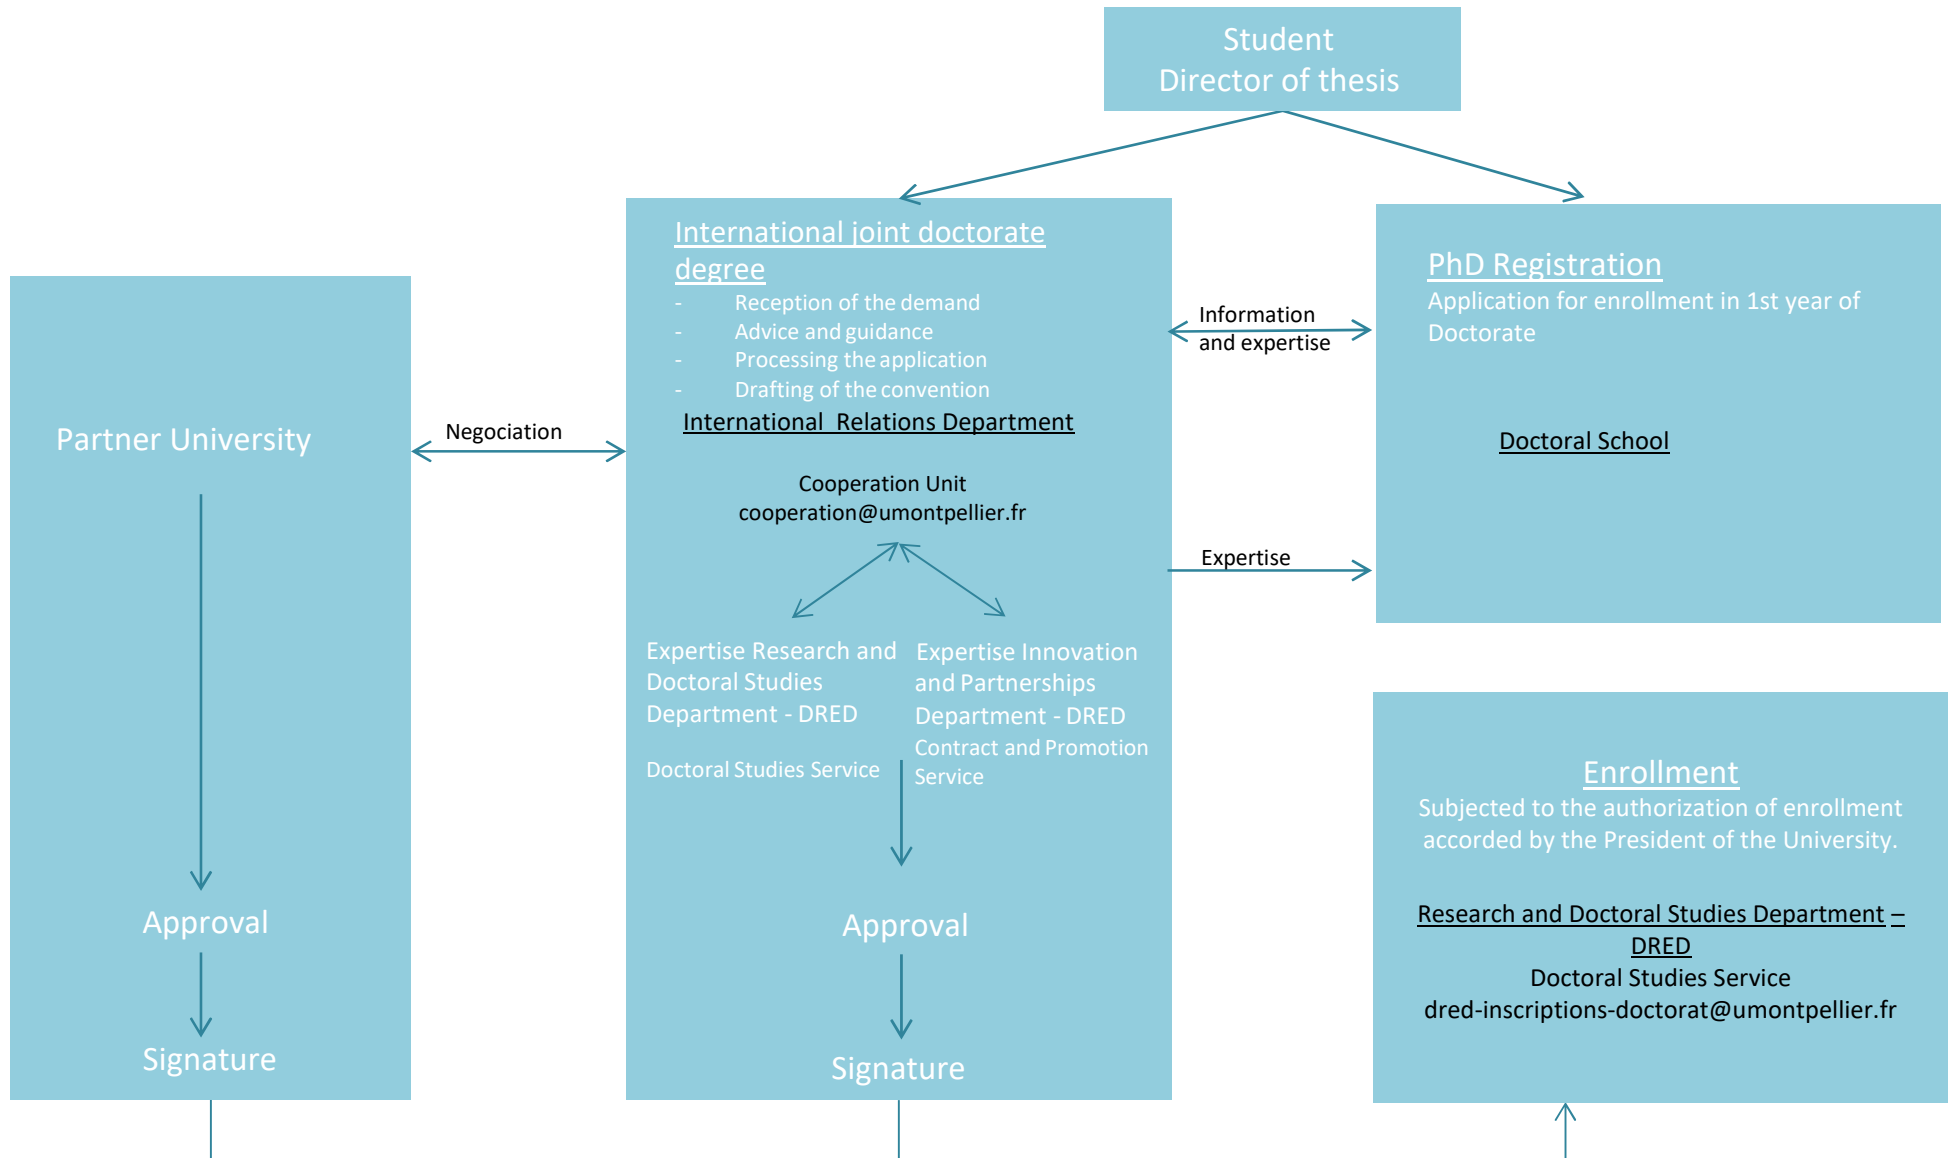 Student
Director of thesis
International joint doctorate
degree
- Reception of the demand
- Advice and guidance
- Processing the application
- Drafting of the convention
International Relations Department
Cooperation Unit
cooperation@umontpellier.fr
Expertise Research and
Doctoral Studies
Department - DRED
Doctoral Studies Service
Expertise Innovation
and Partnerships
Department - DRED
Contract and Promotion
Service
Approval
Signature
Partner University
Approval
Signature
Negociation
Information
and expertise
Expertise
PhD Registration
Application for enrollment in 1st year of
Doctorate
Doctoral School
Enrollment
Subjected to the authorization of enrollment
accorded by the President of the University.
Research and Doctoral Studies Department –
DRED
Doctoral Studies Service
dred-inscriptions-doctorat@umontpellier.fr